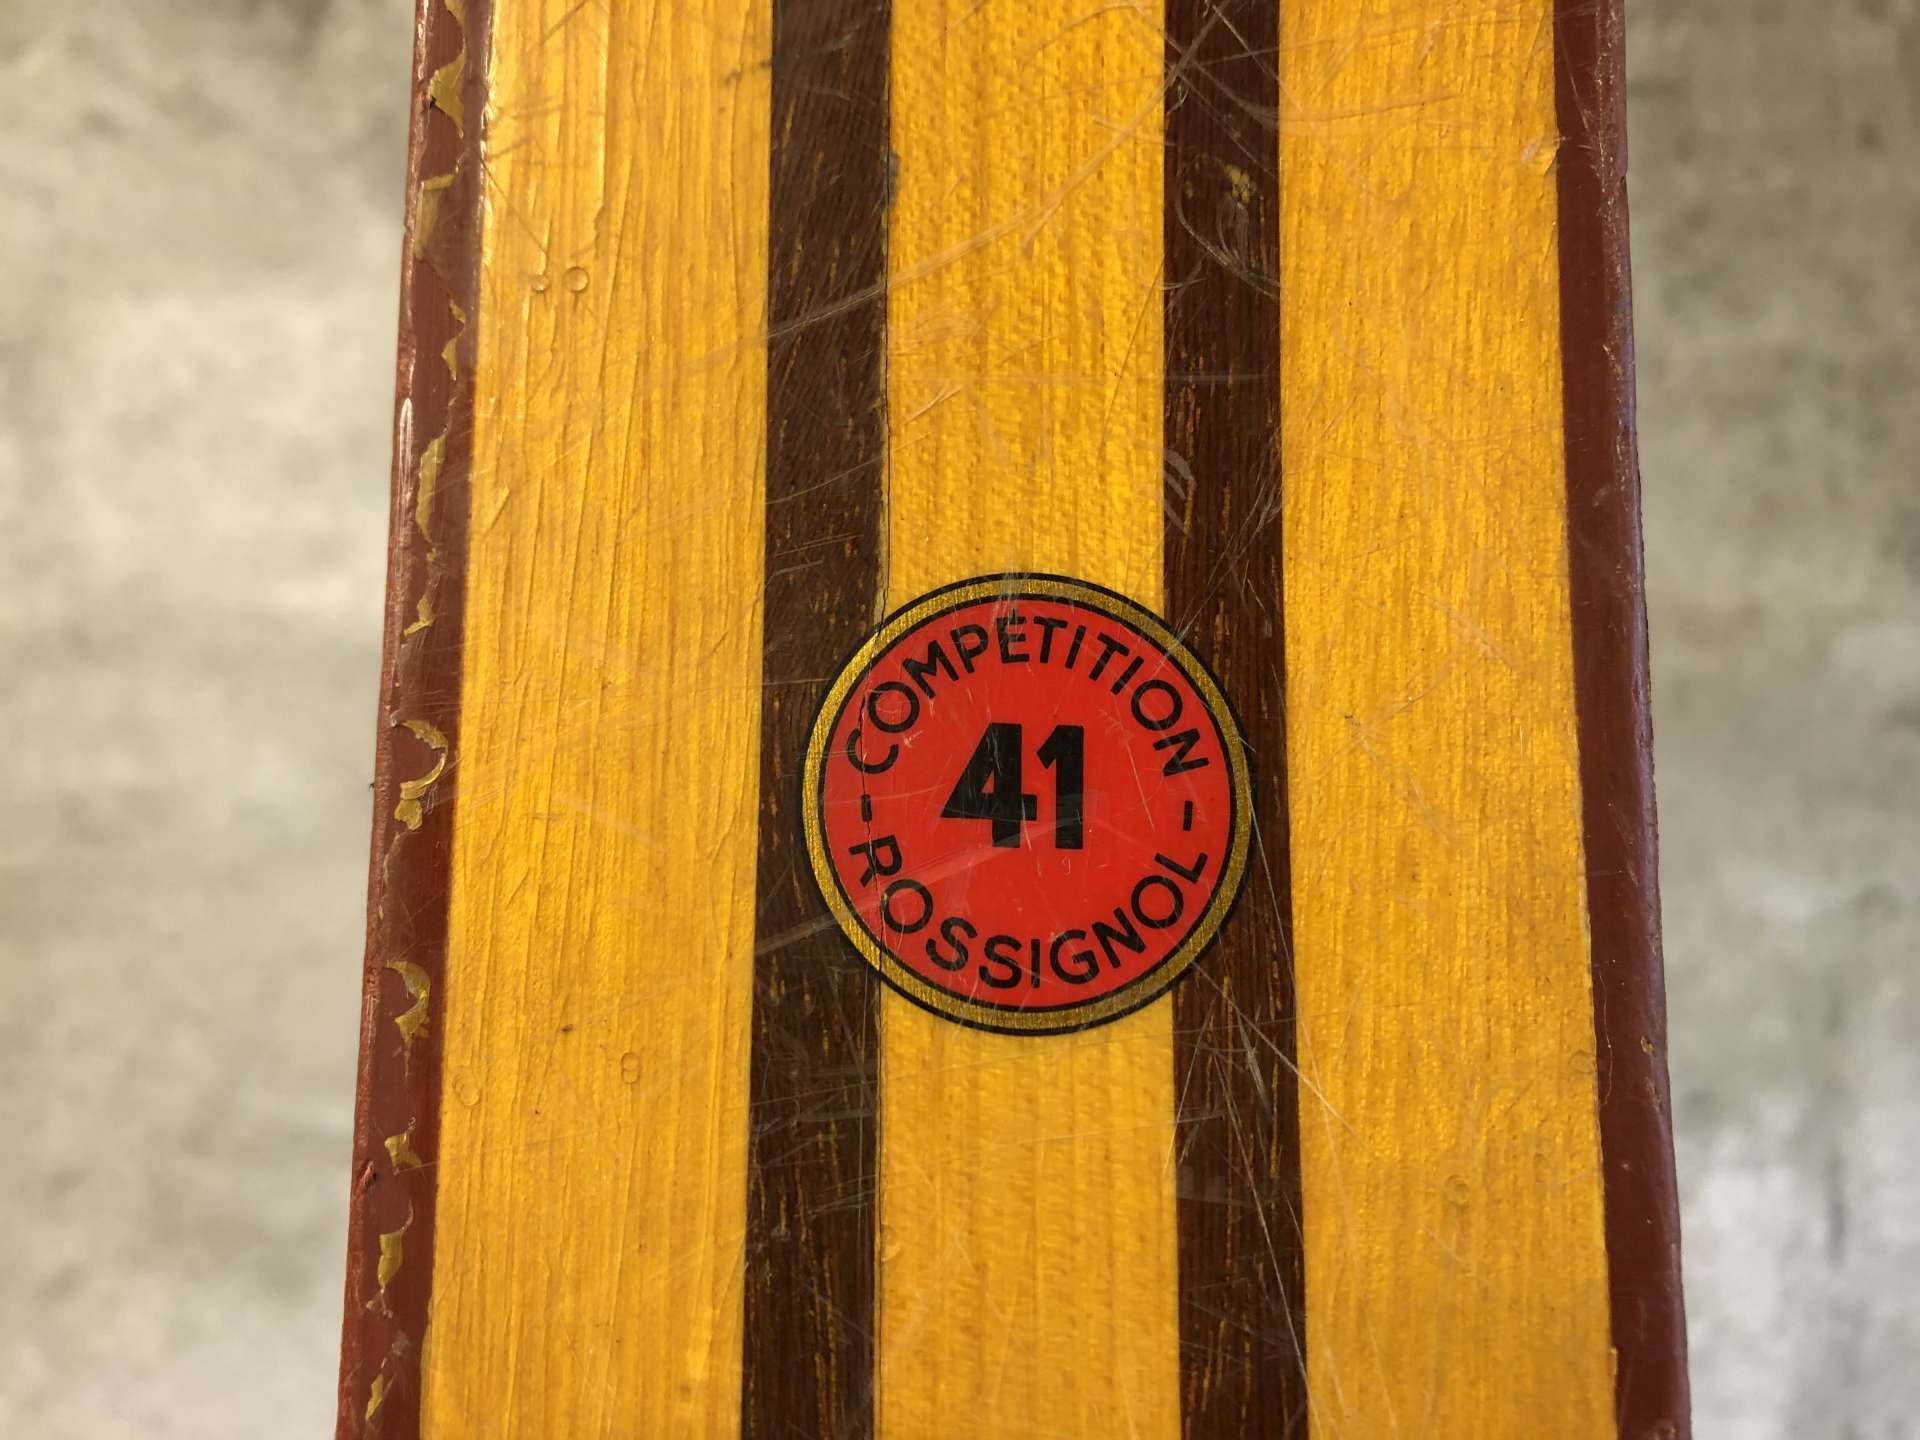 COMPÉTITION
41
- ROSSIGNOL -